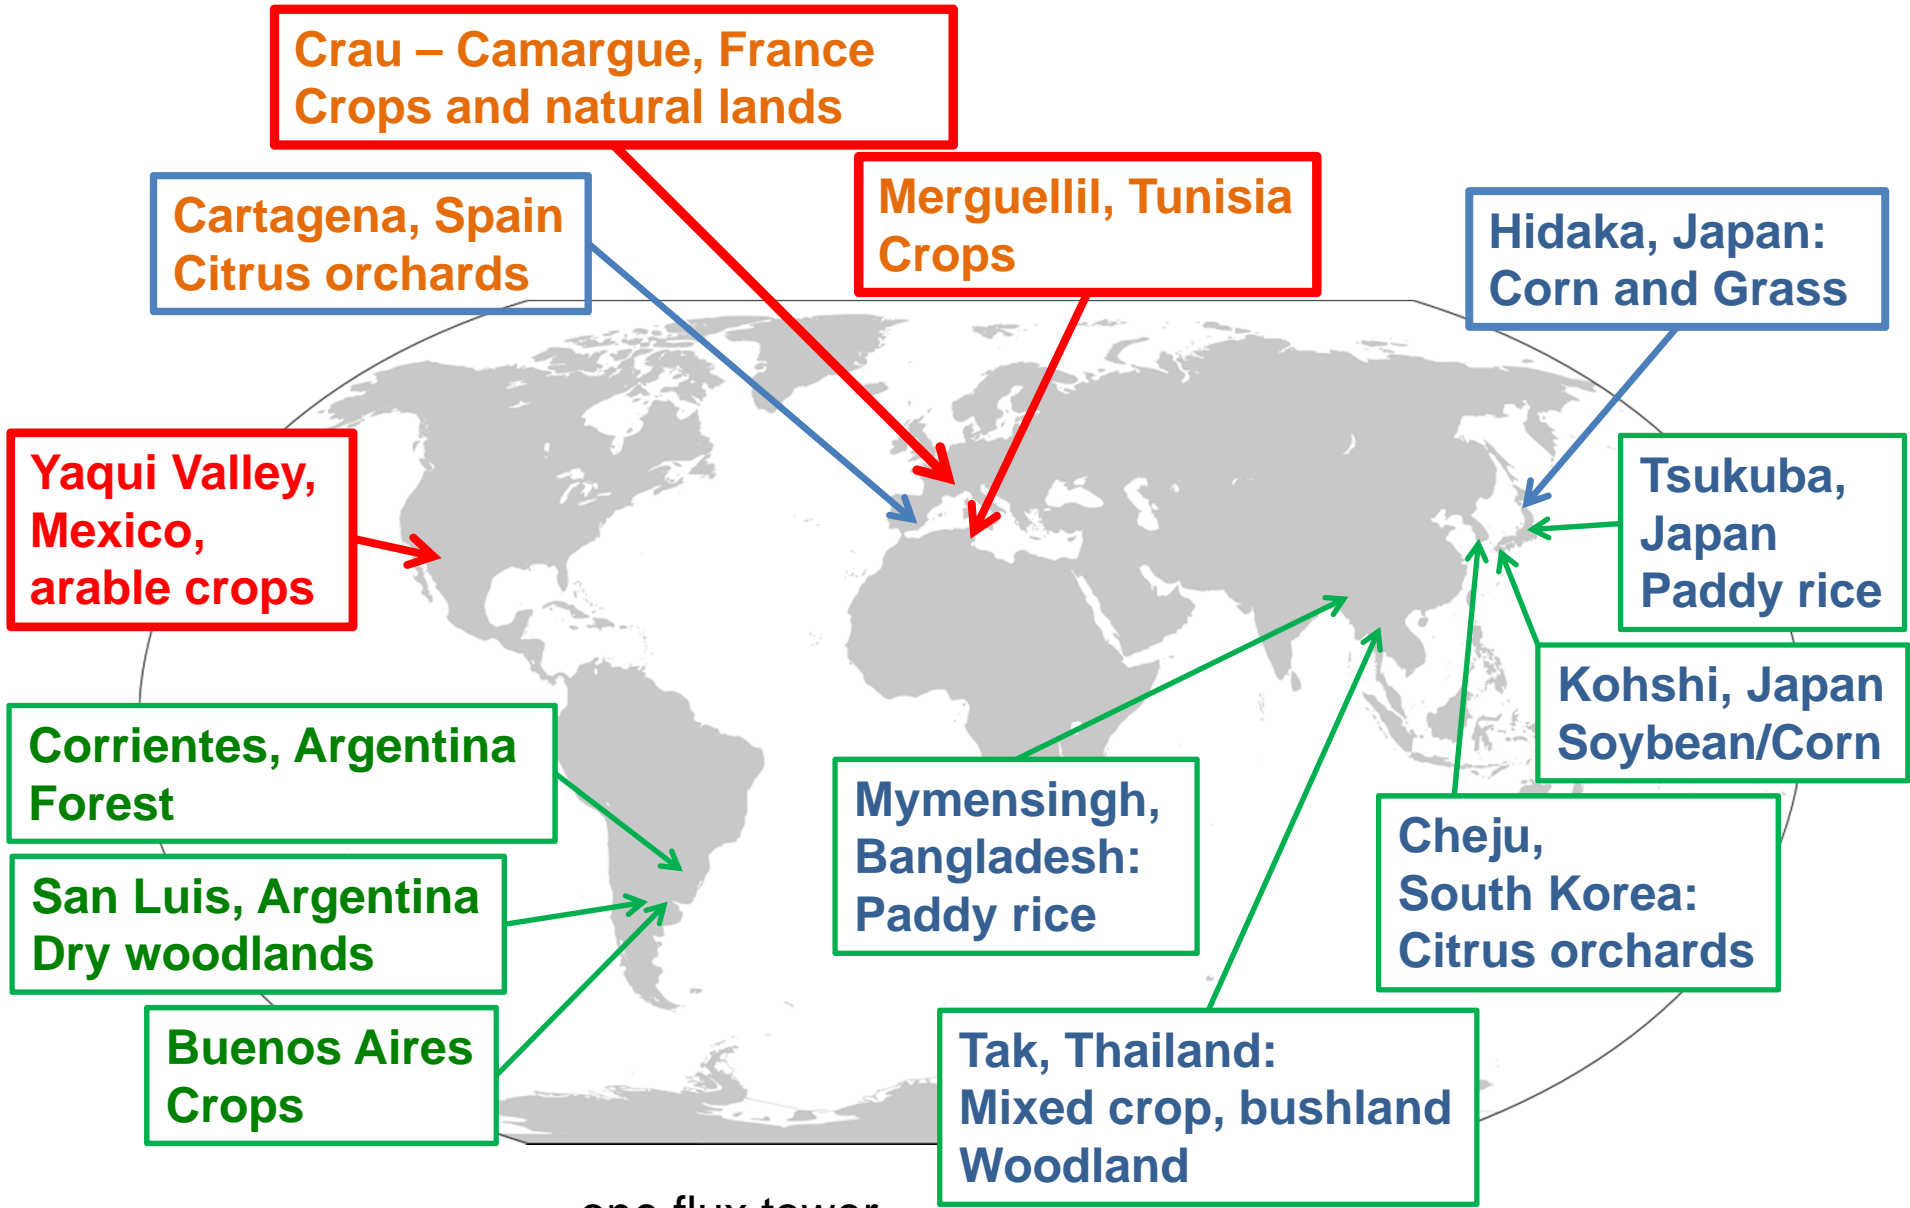 Crau – Camargue, France
Crops and natural lands
Cartagena, Spain
Citrus orchards
Merguellil, Tunisia
Crops
Hidaka, Japan:
Corn and Grass
Yaqui Valley,
Mexico,
arable crops
Tsukuba,
Japan
Paddy rice
Kohshi, Japan
Soybean/Corn
Corrientes, Argentina
Forest
Mymensingh,
Bangladesh:
Paddy rice
Cheju,
South Korea:
Citrus orchards
San Luis, Argentina
Dry woodlands
Buenos Aires
Crops
Tak, Thailand:
Mixed crop, bushland
Woodland
one flux tower